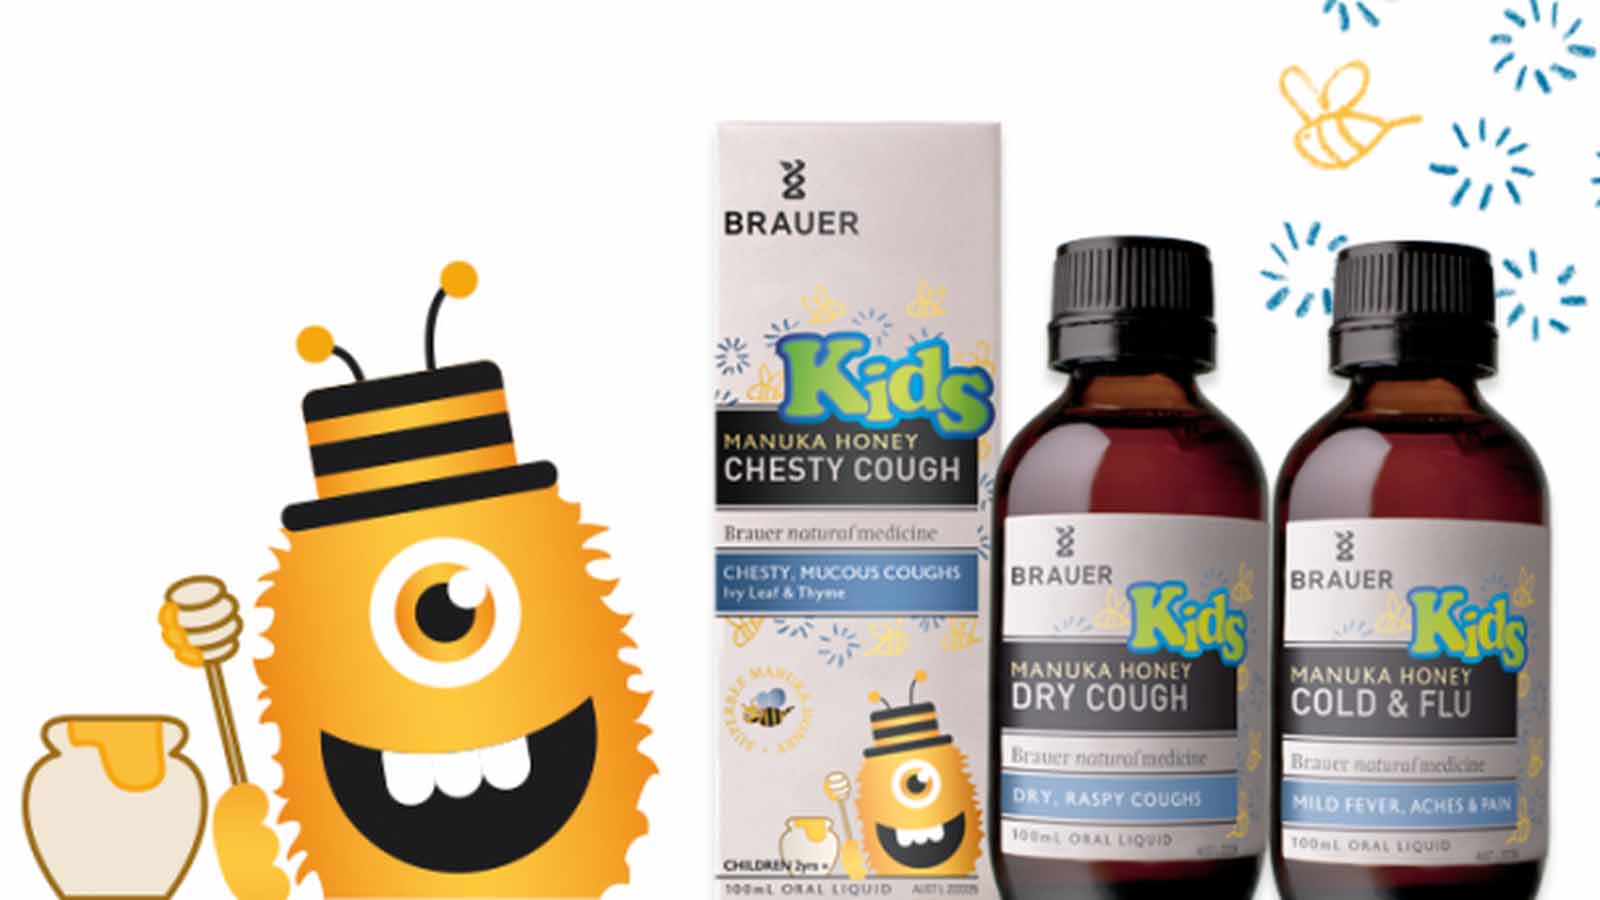 BRAUER
Kids
MANUKA HONEY
CHESTY COUGH
Brauer natural medicine
CHESTY, MUCOUS COUGHS
Ivy Leaf & Thyme
MANUKA HONEY
CHILDREN 2yrs +
100mL ORAL LIQUID
BRAUER
Kids
MANUKA HONEY
DRY COUGH
Brauer natural medicine
DRY, RASPY COUGHS
100mL ORAL LIQUID
BRAUER
Kids
MANUKA HONEY
COLD & FLU
Brauer natural medicine
MILD FEVER, ACHES & PAIN
100mL ORAL LIQUID